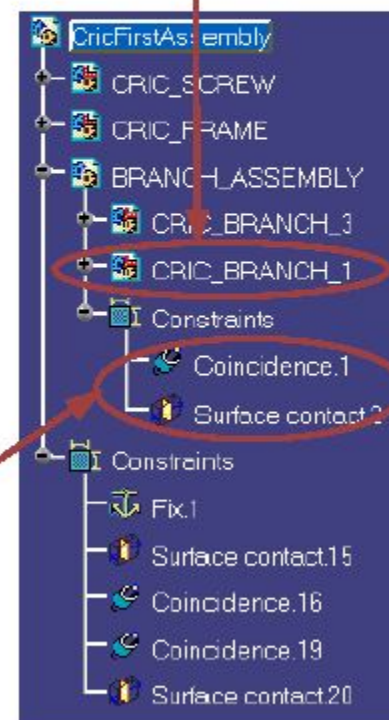 CricFirstAssembly
CRIC_SCREW
CRIC_FRAME
BRANCH_ASSEMBLY
CRIC_BRANCH_3
CRIC_BRANCH_1
Constraints
Coincidence.1
Surface contact.2
Constraints
Fix.1
Surface contact.15
Coincidence.16
Coincidence.19
Surface contact.20